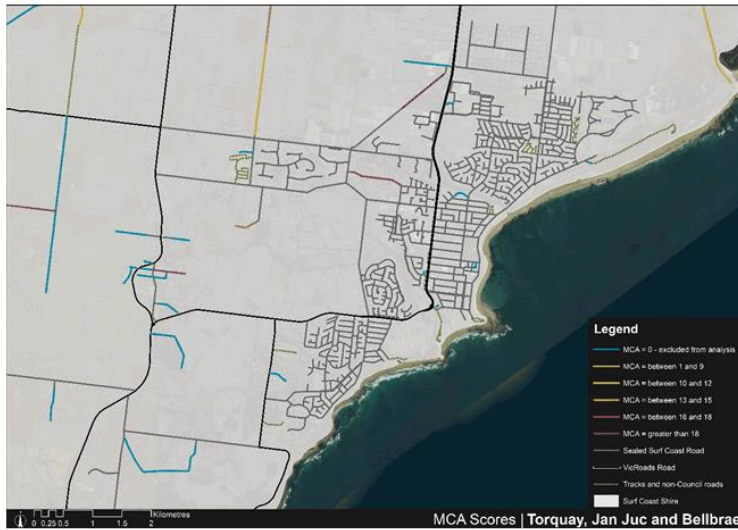 Legend
MCA = 0 - excluded from analysis
MCA = between 1 and 9
MCA = between 10 and 12
MCA = between 13 and 15
MCA = between 16 and 18
MCA = greater than 18
Sealed Surf Coast Road
VicRoads Road
Tracks and non-Council roads
Surf Coast Shire
Kilometres
0 0.25 0.5 1 1.5 2
MCA Scores | Torquay, Jan Juc and Bellbrae